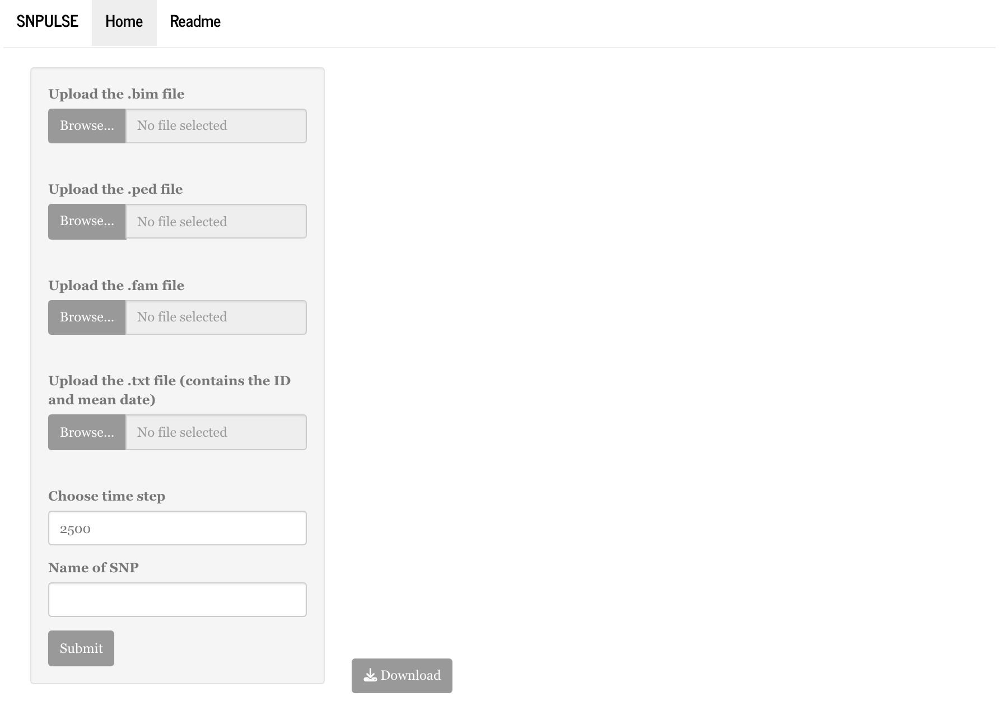 SNPULSE Home Readme
Upload the .bim file
Browse... No file selected
Upload the .ped file
Browse... No file selected
Upload the .fam file
Browse... No file selected
Upload the .txt file (contains the ID
and mean date)
Browse... No file selected
Choose time step
2500
Name of SNP
Submit
Download